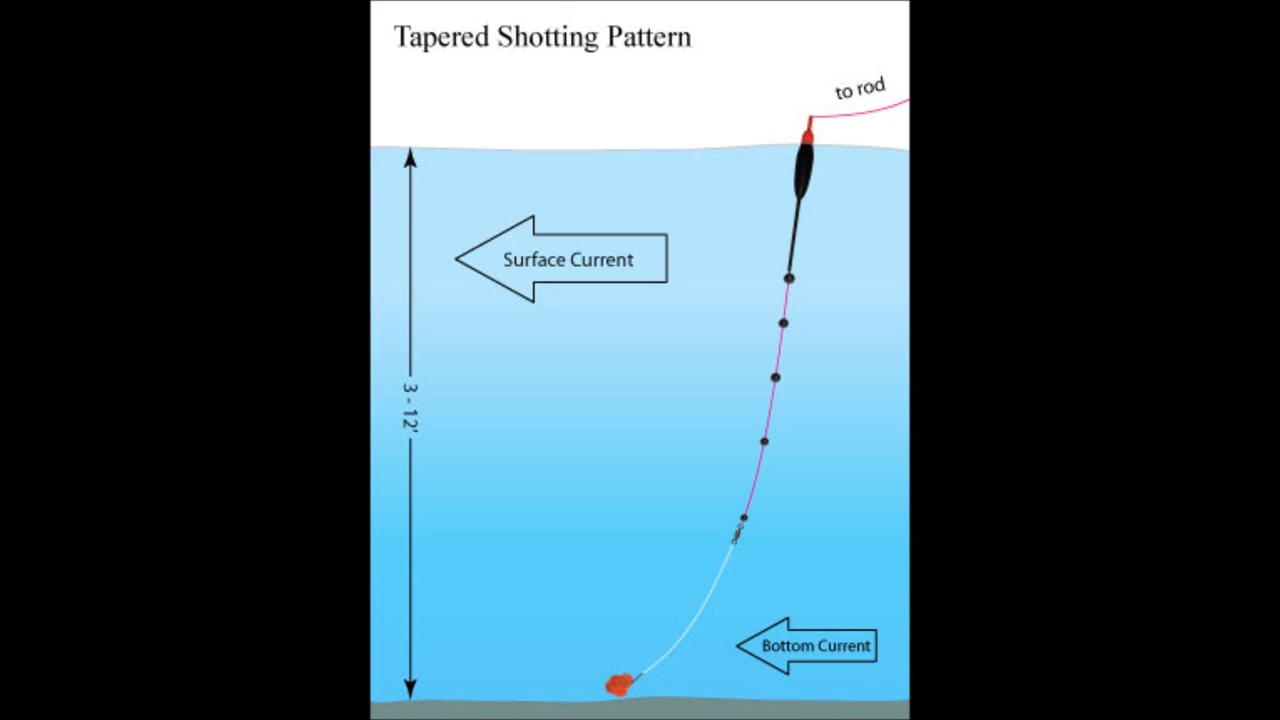 Tapered Shotting Pattern
to rod
Surface Current
3 - 12'
Bottom Current